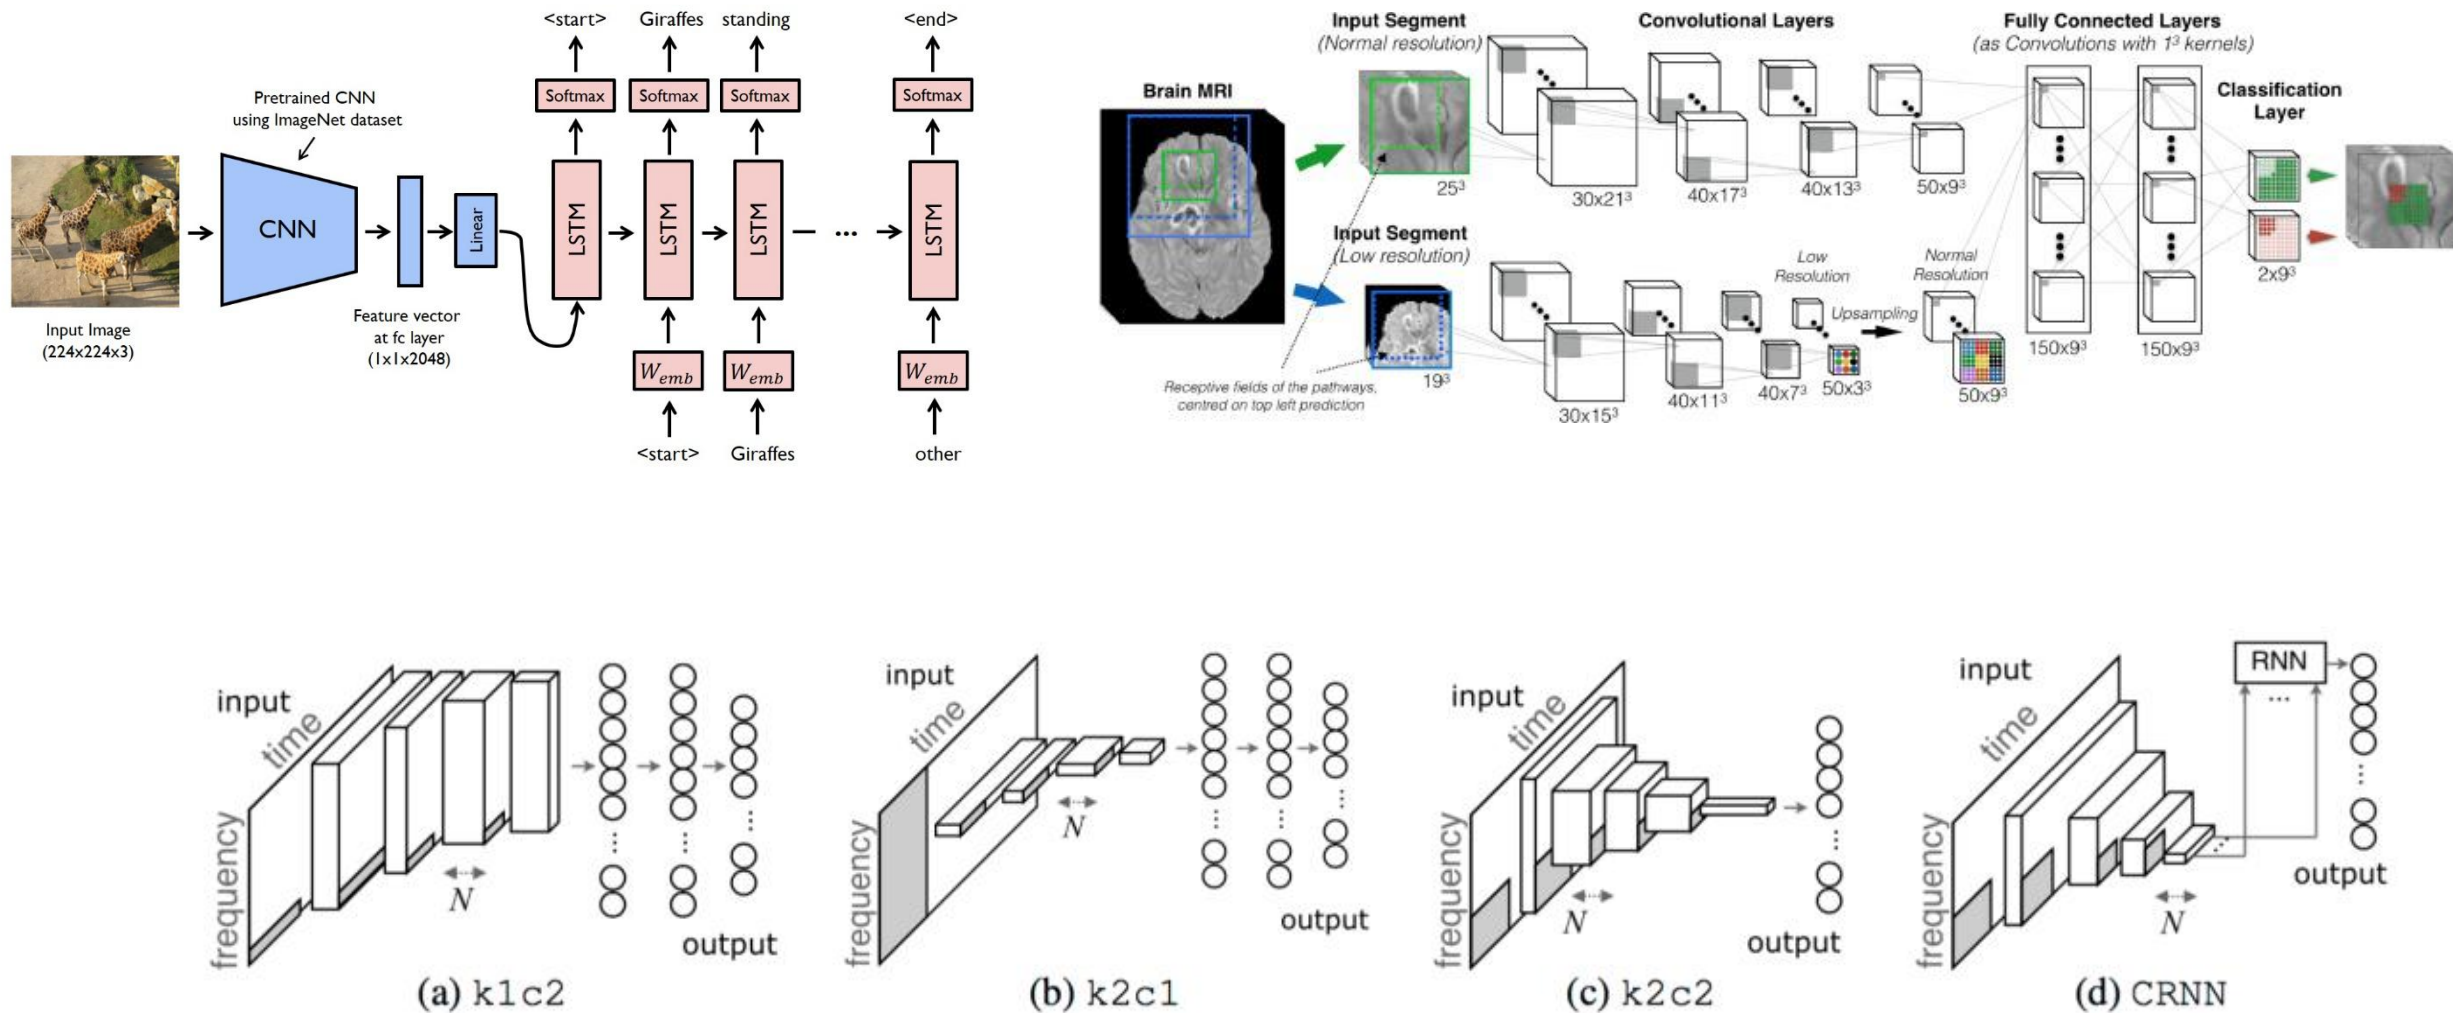 <start>
Giraffes
standing
<end>
Softmax
Softmax
Softmax
Softmax
Pretrained CNN
using ImageNet dataset
CNN
Linear
LSTM
LSTM
LSTM
...
LSTM
Input Image
(224x224x3)
Feature vector
at fc layer
(1x1x2048)
W_emb
W_emb
W_emb
<start>
Giraffes
other
Brain MRI
Input Segment
(Normal resolution)
Convolutional Layers
Fully Connected Layers
(as Convolutions with 1³ kernels)
Classification
Layer
25³
30x21³
40x17³
40x13³
50x9³
Input Segment
(Low resolution)
Low
Resolution
Normal
Resolution
Upsampling
2x9³
19³
30x15³
40x11³
40x7³
50x3³
50x9³
150x9³
150x9³
Receptive fields of the pathways,
centred on top left prediction
input
time
frequency
N
output
(a) k1c2
input
time
frequency
N
output
(b) k2c1
input
time
frequency
N
output
(c) k2c2
input
time
frequency
RNN
...
N
output
(d) CRNN